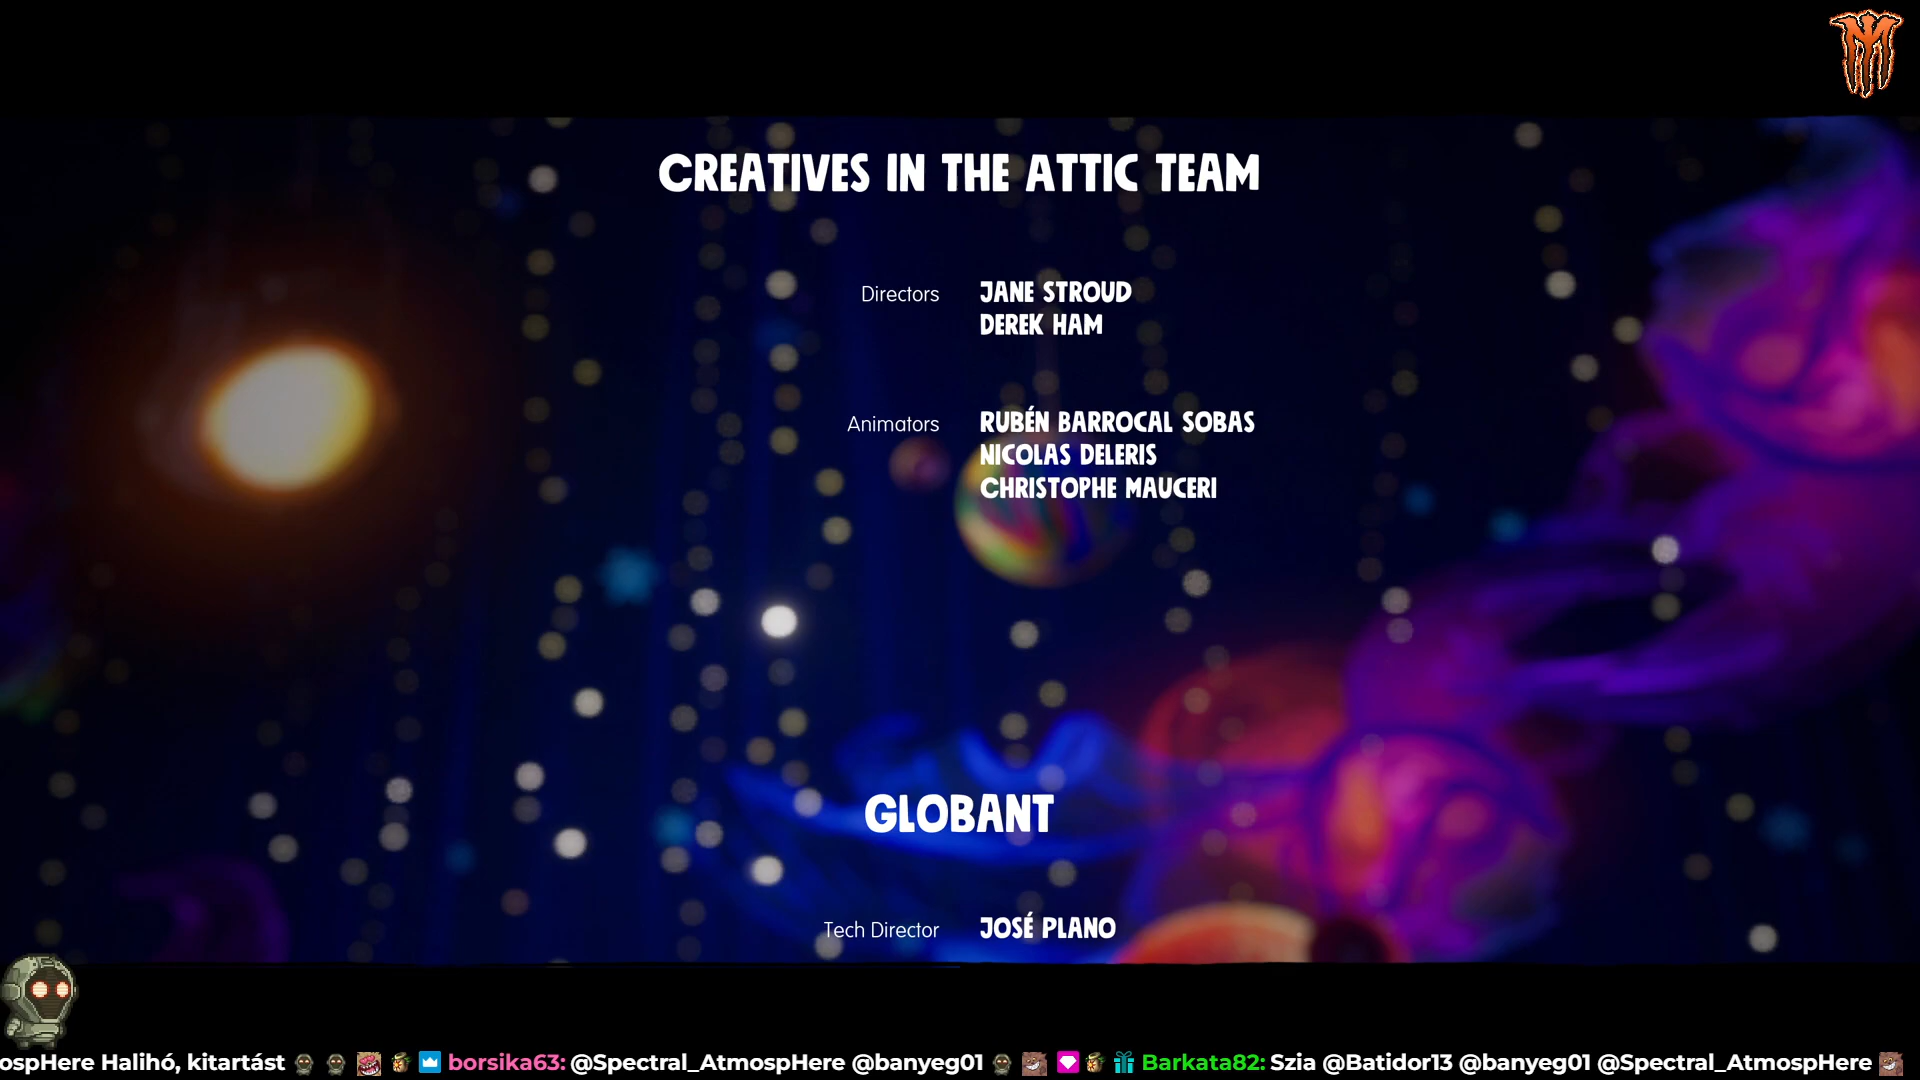 CREATIVES IN THE ATTIC TEAM
Directors JANE STROUD
DEREK HAM
Animators RUBÉN BARROCAL SOBAS
NICOLAS DELERIS
CHRISTOPHE MAUCERI
GLOBANT
Tech Director JOSÉ PLANO
ospHere Halihó, kitartást borsika63: @Spectral_AtmospHere @banyeg01 Barkata82: Szia @Batidor13 @banyeg01 @Spectral_AtmospHere